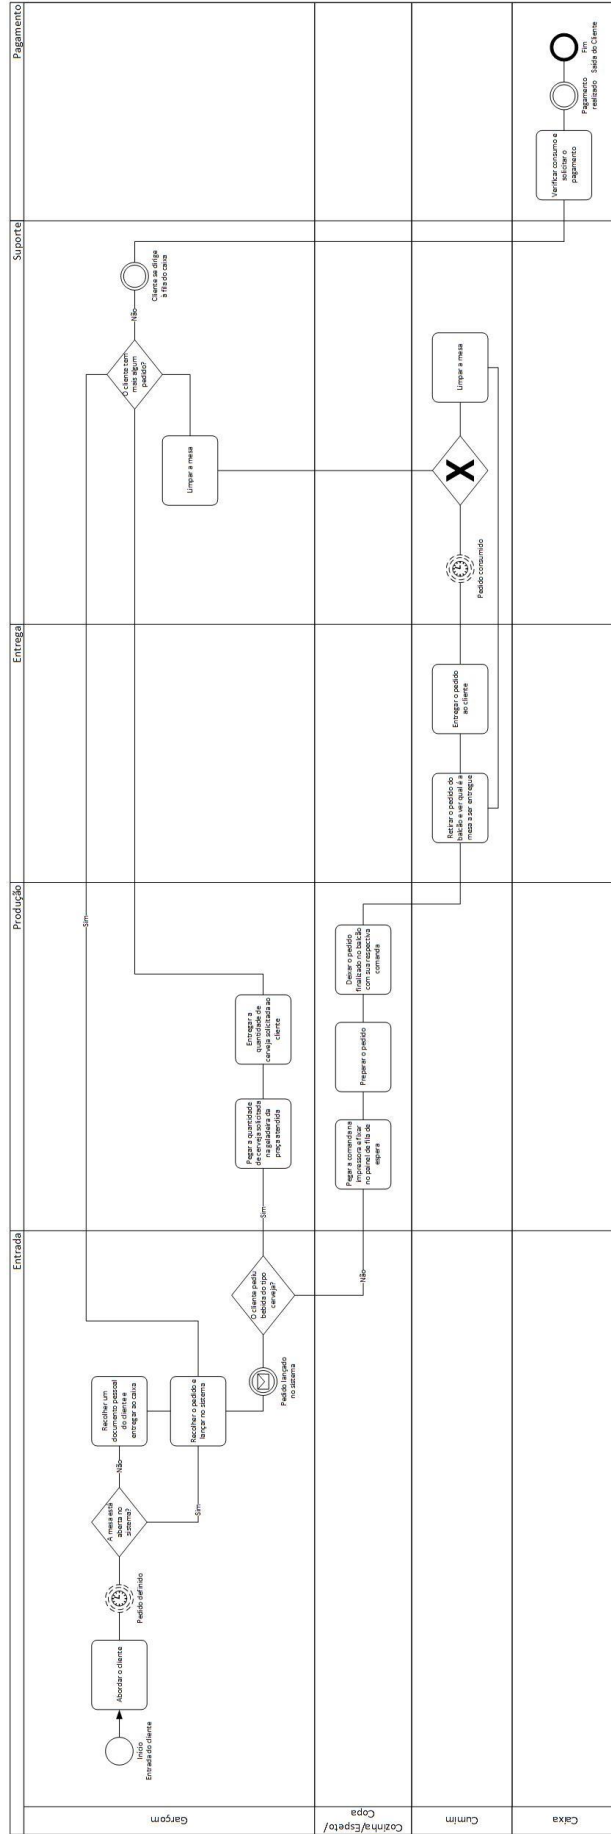 Entrada
Produção
Entrega
Suporte
Pagamento
Garçom
Cozinha/Espeto/
Copa
Cumim
Caixa
Início
Entrada do cliente
Abordar o cliente
Pedido definido
A mesa está
aberta no
sistema?
Não
Sim
Recolher um
documento pessoal
do cliente e
entregar ao caixa
Recolher o pedido e
lançar no sistema
Pedido lançado
no sistema
O cliente pediu
bebida do tipo
cerveja?
Sim
Não
Pegar a quantidade
de cerveja solicitada
na geladeira da
praça atendida
Entregar a
quantidade de
cerveja solicitada ao
cliente
Sim
Pegar a comanda na
impressora e fixar
no painel de fila de
espera
Preparar o pedido
Deixar o pedido
finalizado no balcão
com sua respectiva
comanda
Retirar o pedido do
balcão e ver qual é a
mesa a ser entregue
Entregar o pedido
ao cliente
Pedido consumido
X
Limpar a mesa
Limpar a mesa
O cliente tem
mais algum
pedido?
Não
Cliente se dirige
à fila do caixa
Verificar consumo e
solicitar o
pagamento
Pagamento
realizado
Fim
Saída do Cliente